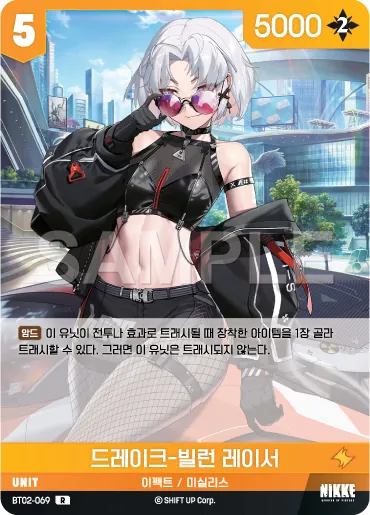 5
5000
2
SAMPLE
암드 이 유닛이 전투나 효과로 트래시될 때 장착한 아이템을 1장 골라
트래시할 수 있다. 그러면 이 유닛은 트래시되지 않는다.
드레이크-빌런 레이서
UNIT
이팩트 / 미실리스
NIKKE
BT02-069 R
© SHIFT UP Corp.